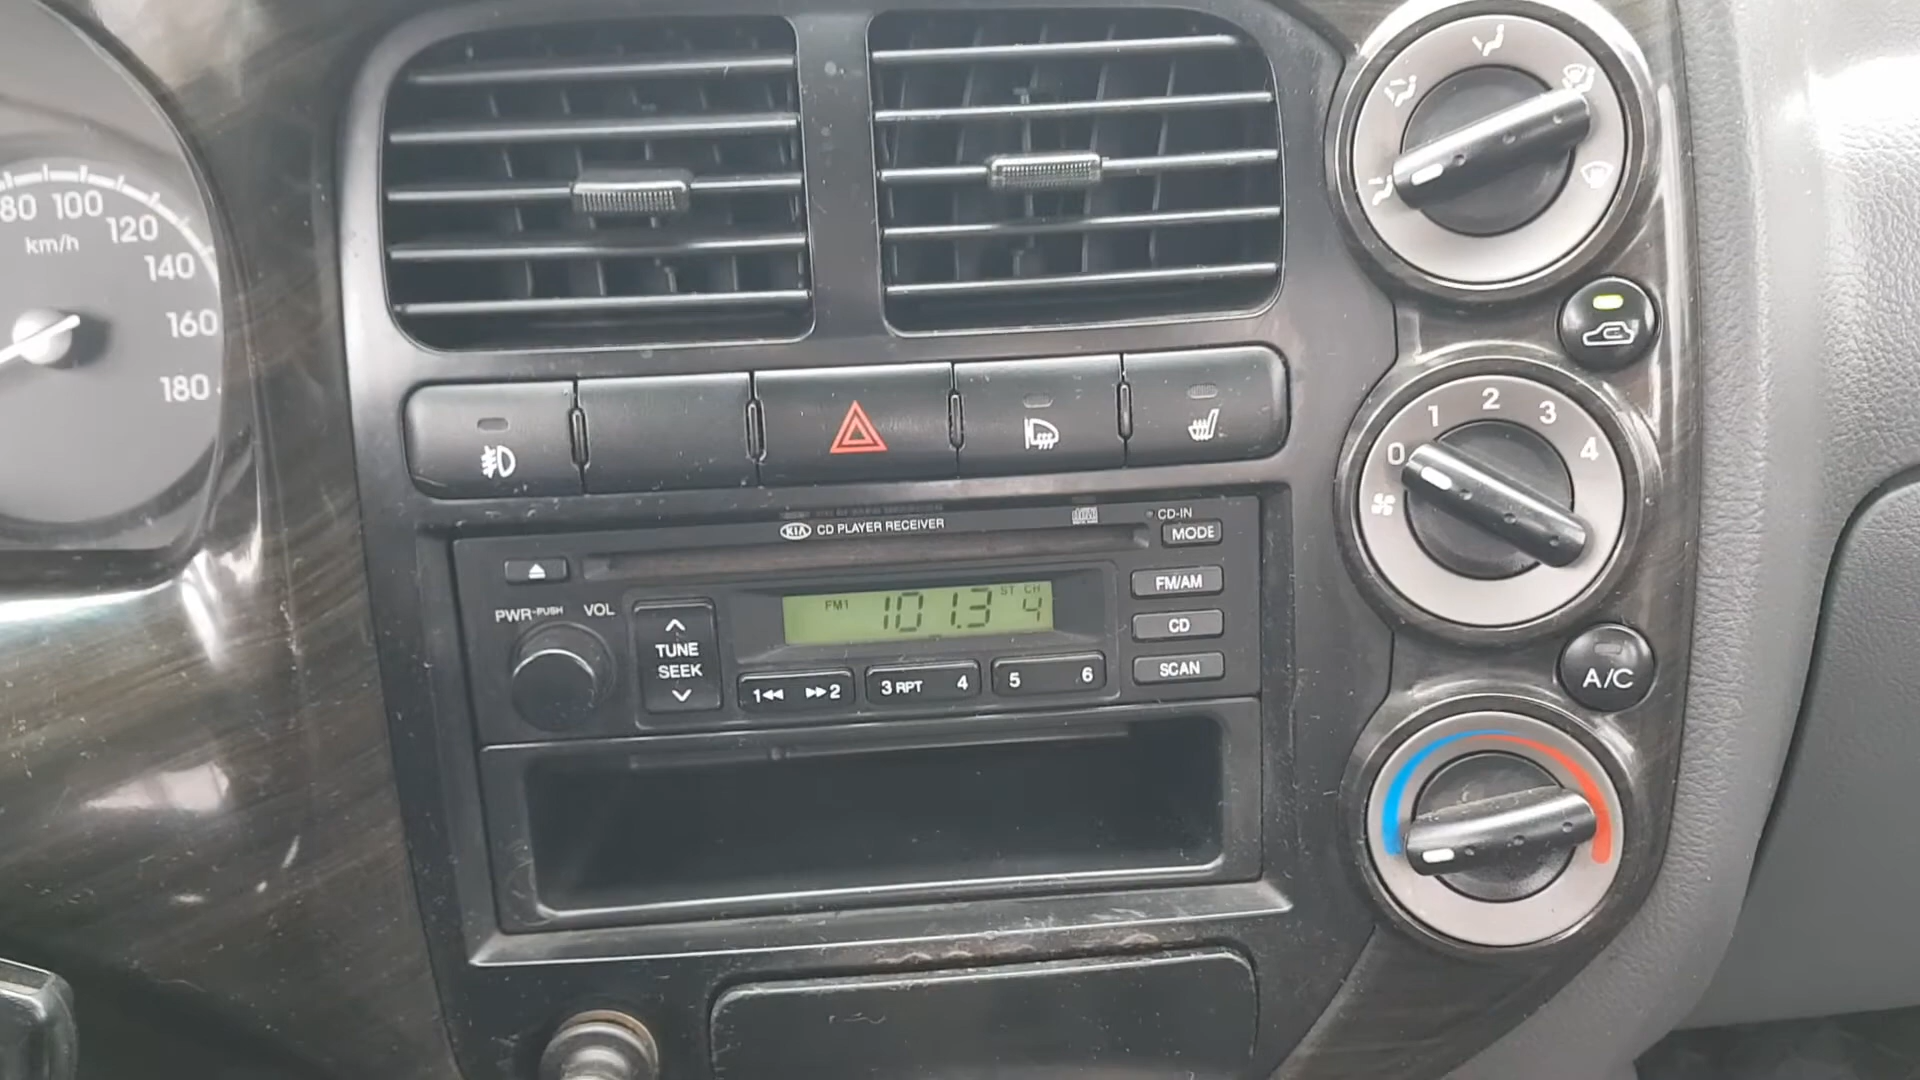 80 100 120
km/h
140
160
180
0 1 2 3 4
KIA CD PLAYER RECEIVER
CD-IN
MODE
PWR-PUSH VOL
TUNE
SEEK
FM1 101.3 ST CH 4
FM/AM
CD
SCAN
1 2
3 RPT 4
5 6
A/C